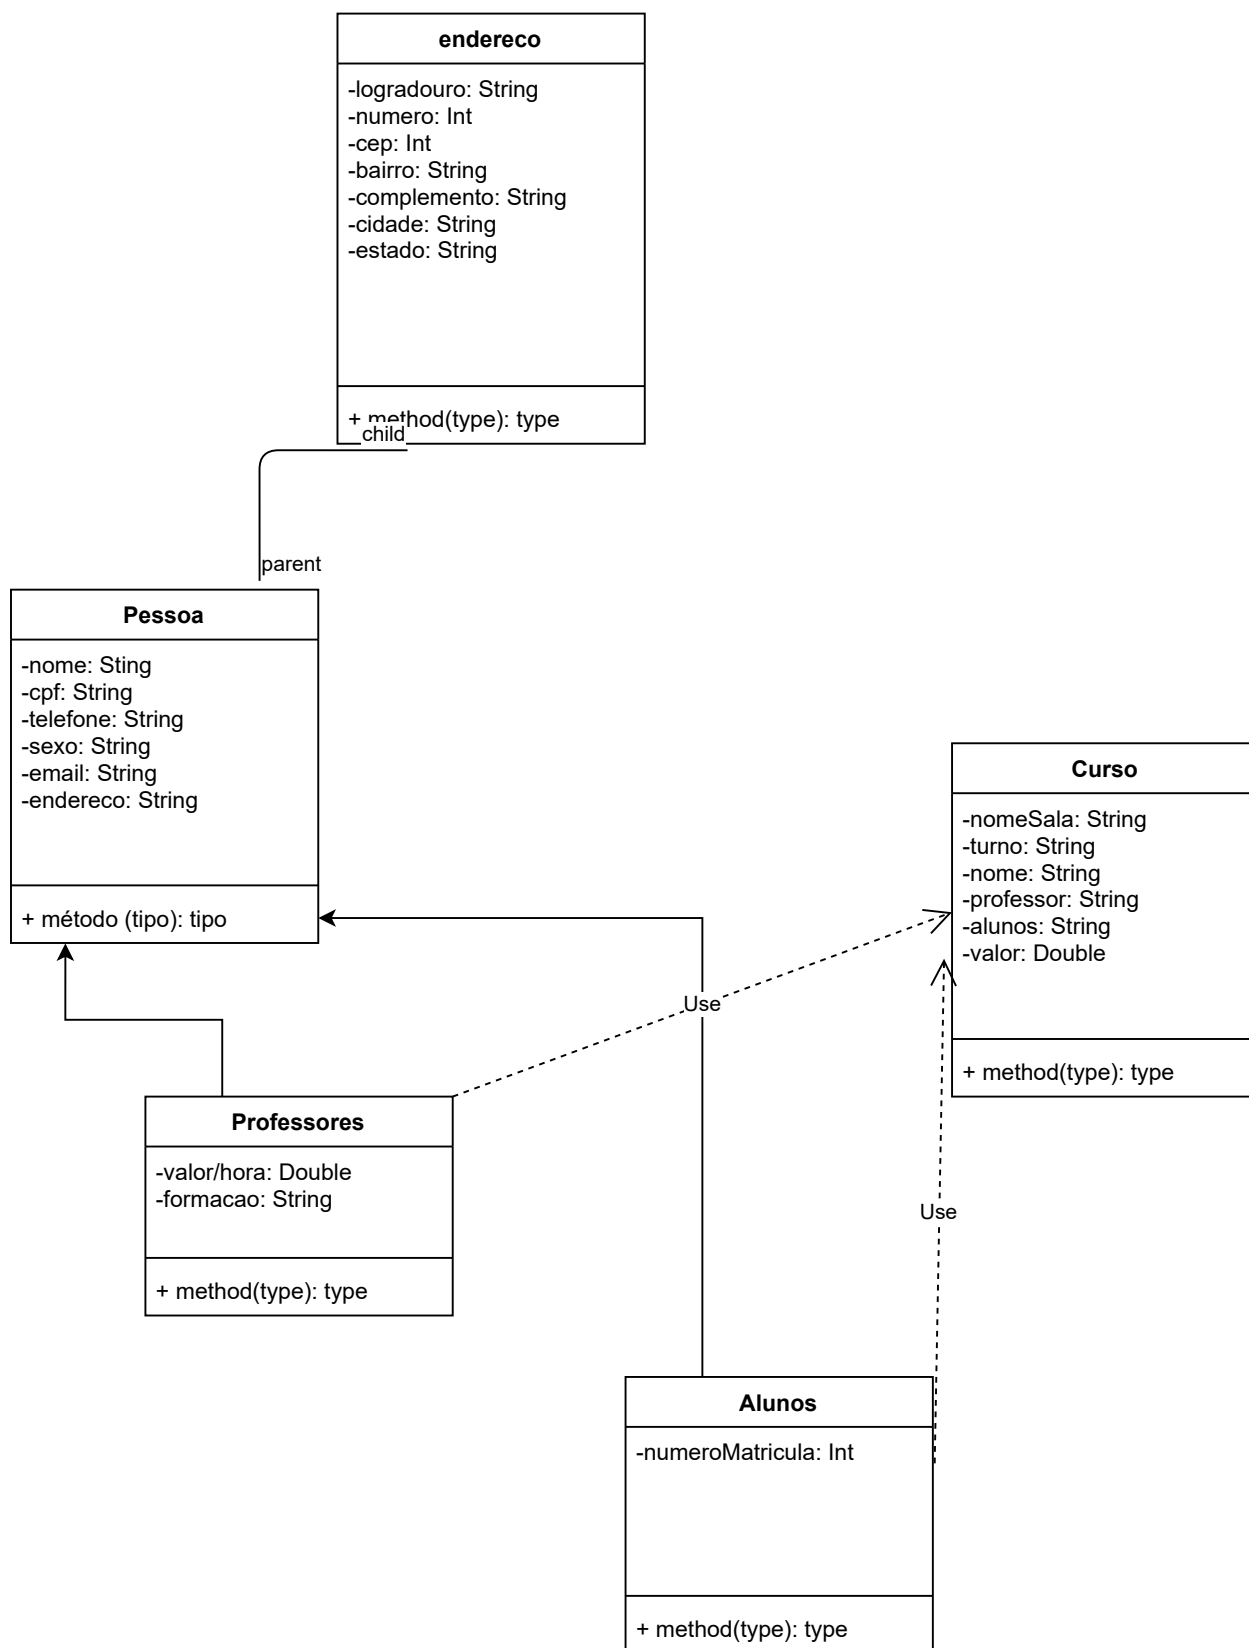 endereco
-logradouro: String
-numero: Int
-cep: Int
-bairro: String
-complemento: String
-cidade: String
-estado: String
+ method(type): type
child
parent
Pessoa
-nome: Sting
-cpf: String
-telefone: String
-sexo: String
-email: String
-endereco: String
+ método (tipo): tipo
Curso
-nomeSala: String
-turno: String
-nome: String
-professor: String
-alunos: String
-valor: Double
+ method(type): type
Use
Professores
-valor/hora: Double
-formacao: String
+ method(type): type
Use
Alunos
-numeroMatricula: Int
+ method(type): type